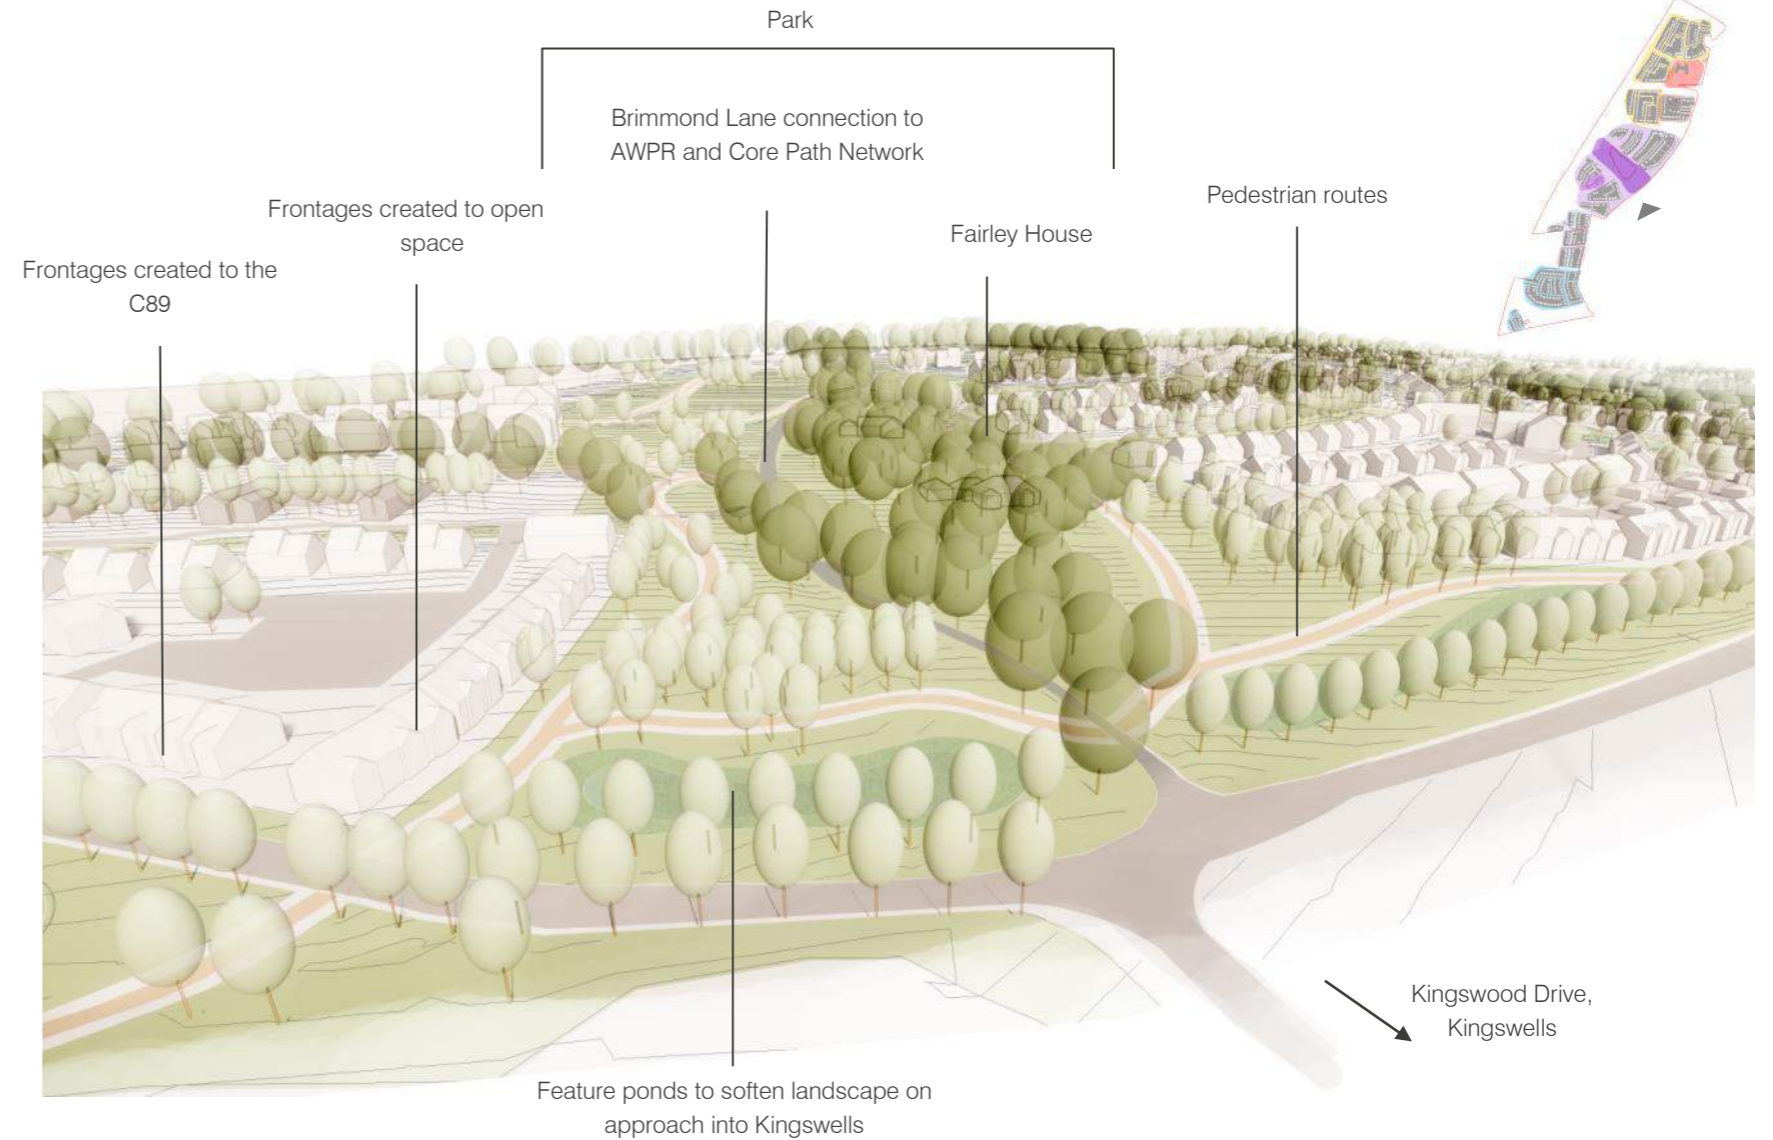 Park
Brimmond Lane connection to
AWPR and Core Path Network
Pedestrian routes
Frontages created to open
space
Fairley House
Frontages created to the
C89
Kingswood Drive,
Kingswells
Feature ponds to soften landscape on
approach into Kingswells